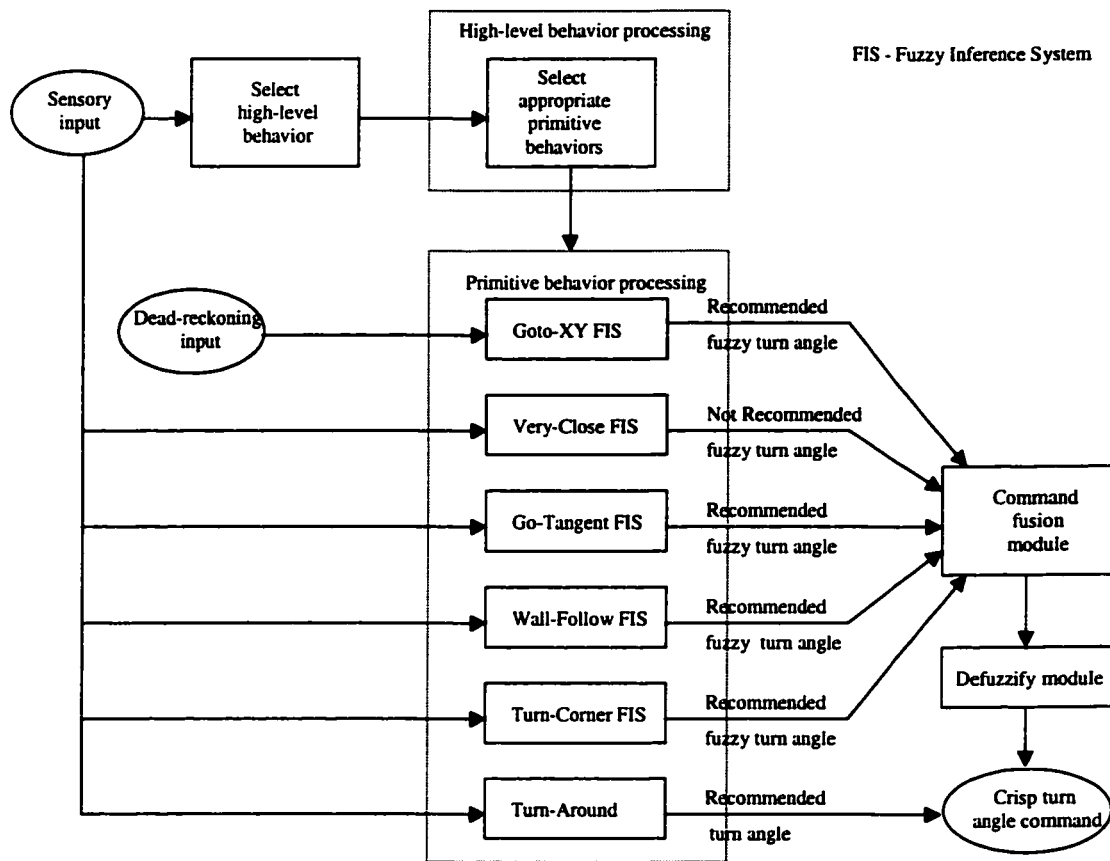 High-level behavior processing
FIS - Fuzzy Inference System
Sensory
input
Select
high-level
behavior
Select
appropriate
primitive
behaviors
Primitive behavior processing
Dead-reckoning
input
Goto-XY FIS
Recommended
fuzzy turn angle
Very-Close FIS
Not Recommended
fuzzy turn angle
Go-Tangent FIS
Recommended
fuzzy turn angle
Wall-Follow FIS
Recommended
fuzzy turn angle
Turn-Corner FIS
Recommended
fuzzy turn angle
Turn-Around
Recommended
turn angle
Command
fusion
module
Defuzzify module
Crisp turn
angle command